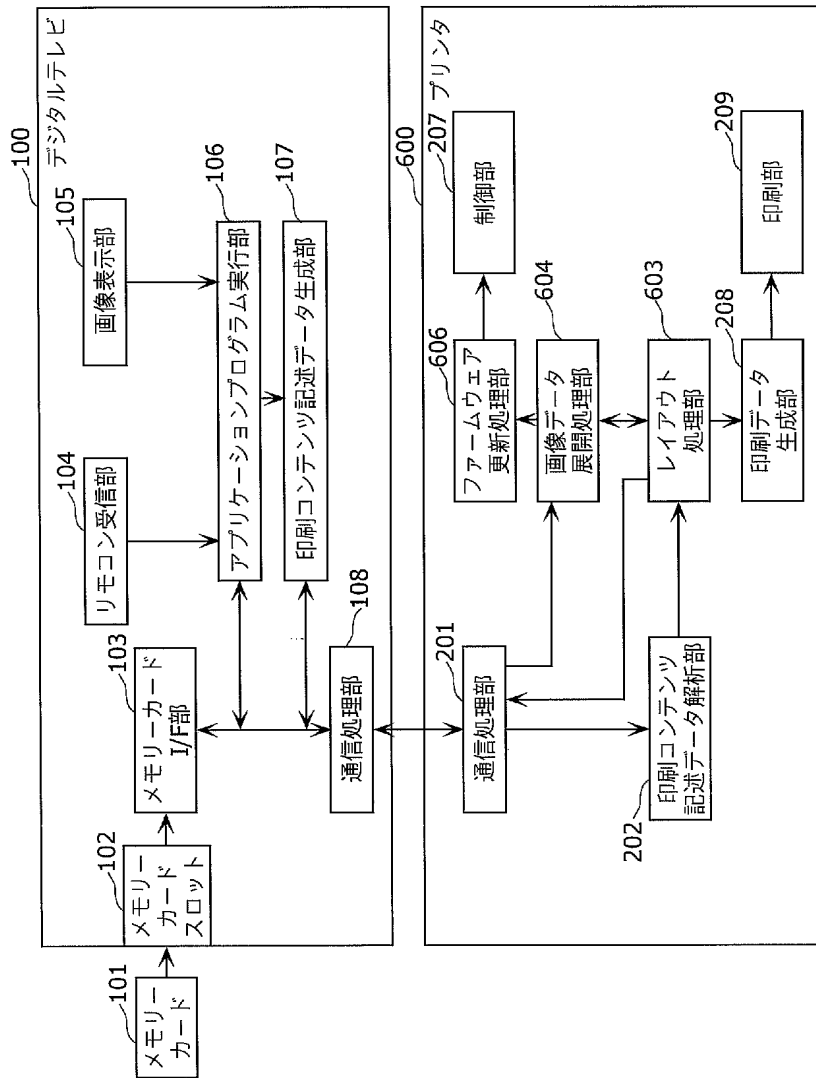 100
デジタルテレビ
105
画像表示部
104
リモコン受信部
106
アプリケーションプログラム実行部
107
印刷コンテンツ記述データ生成部
103
メモリーカード
I/F部
102
メモリー
カード
スロット
101
メモリー
カード
108
通信処理部
600
プリンタ
207
制御部
209
印刷部
606
ファームウェア
更新処理部
604
画像データ
展開処理部
603
レイアウト
処理部
208
印刷データ
生成部
201
通信処理部
202
印刷コンテンツ
記述データ解析部